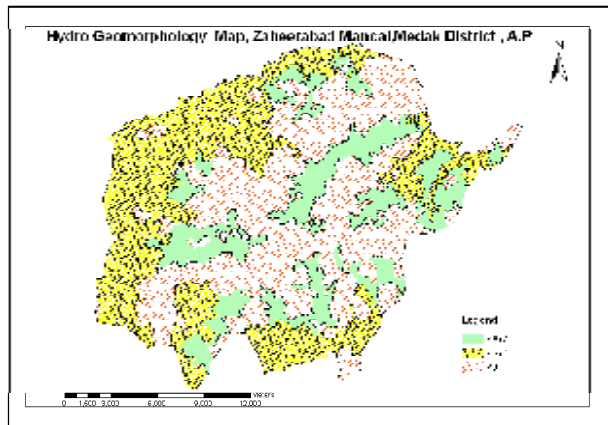 Hydro Geomorphology Map, Zaheerabad Mandal,Medak District , A.P
N
Legend
0 1,500 3,000 6,000 9,000 12,000
Meters